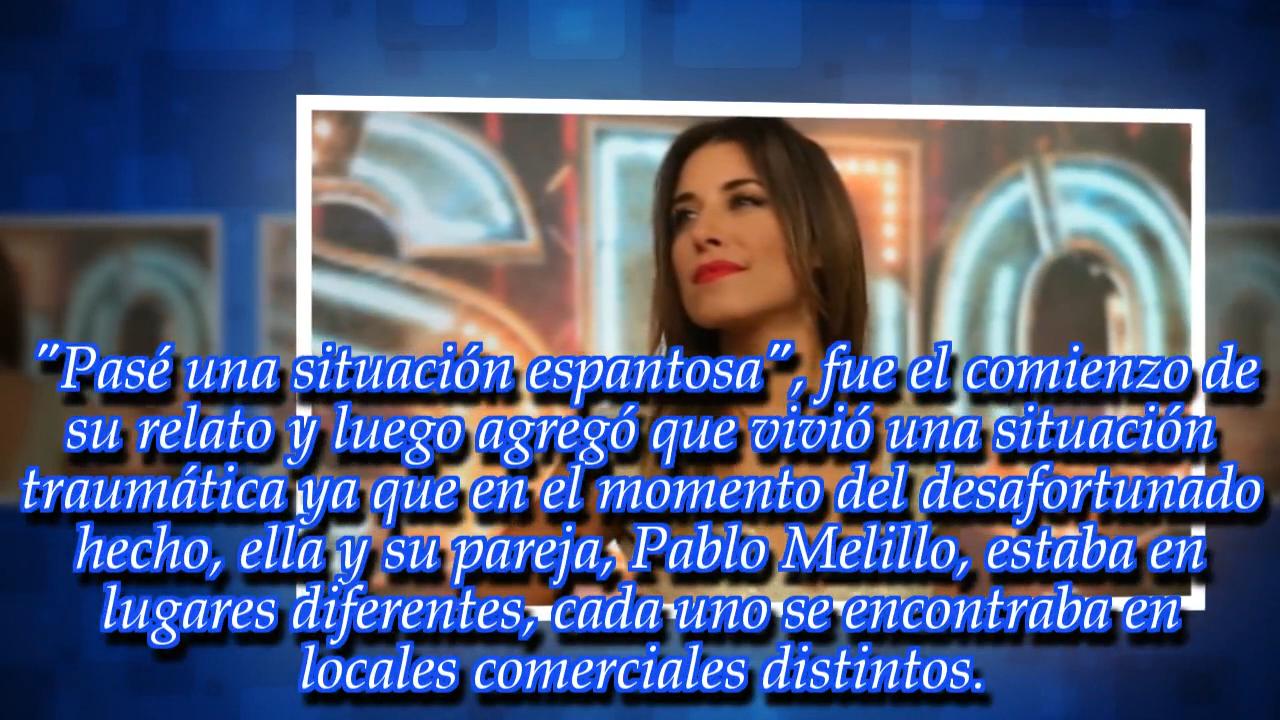 "Pasé una situación espantosa", fue el comienzo de
su relato y luego agregó que vivió una situación
traumática ya que en el momento del desafortunado
hecho, ella y su pareja, Pablo Melillo, estaba en
lugares diferentes, cada uno se encontraba en
locales comerciales distintos.